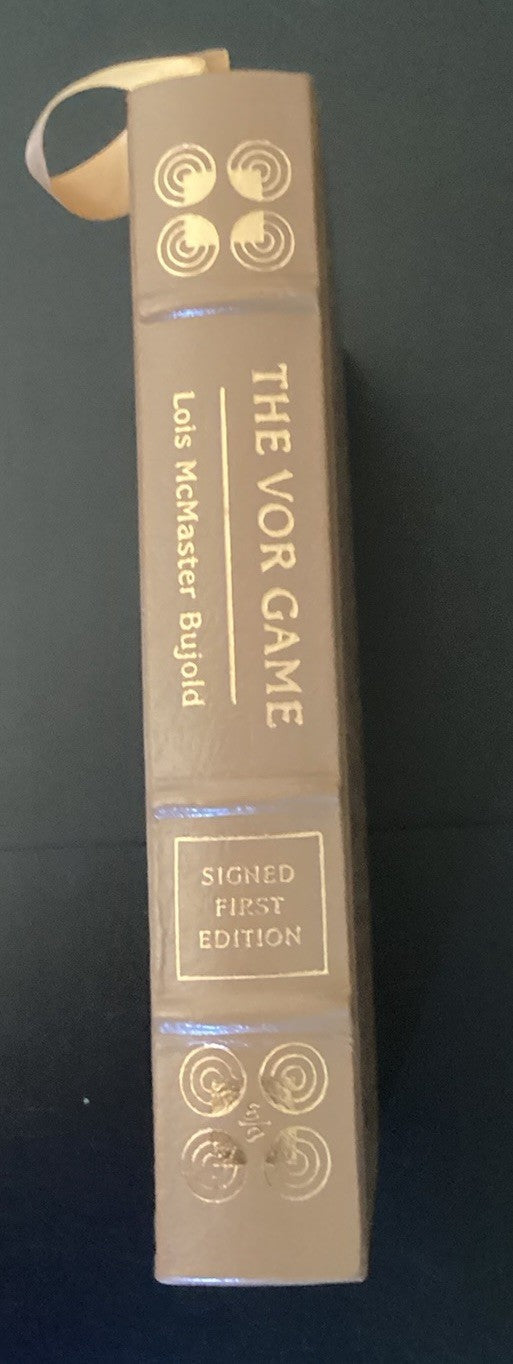 THE VOR GAME
Lois McMaster Bujold
SIGNED
FIRST
EDITION